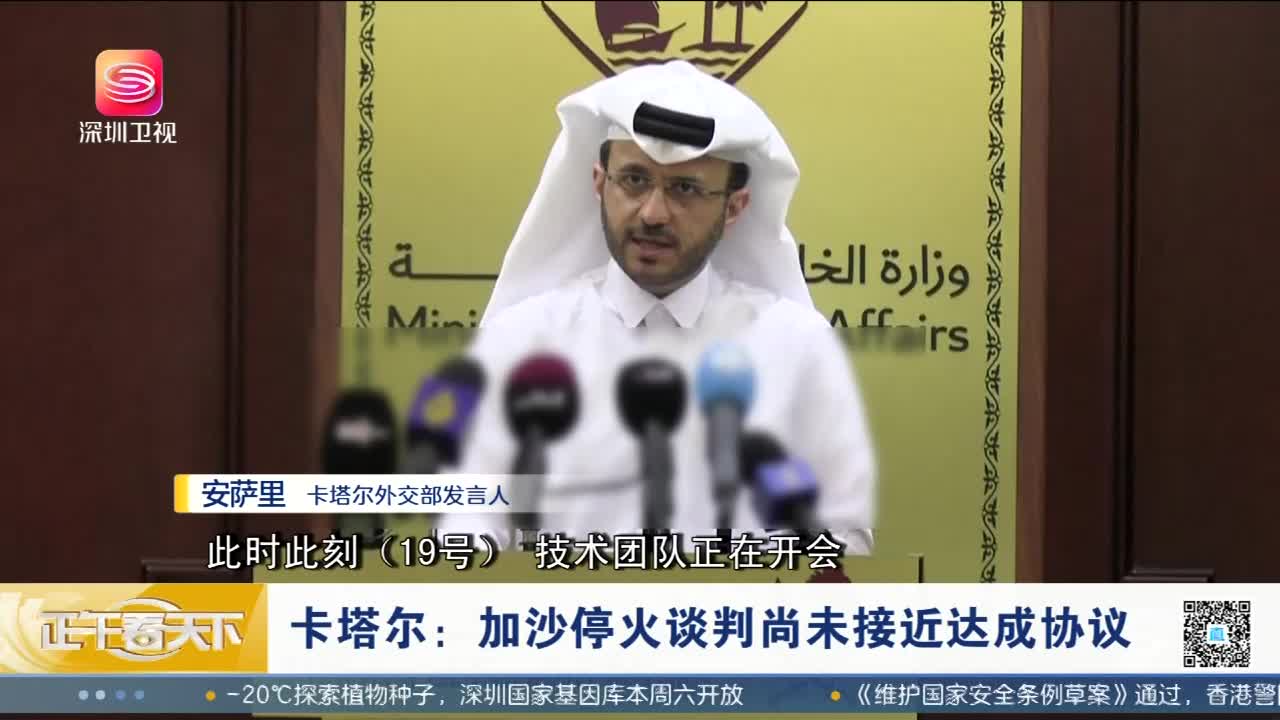 深圳卫视
وزارة الخا
Mini
Affairs
安萨里 卡塔尔外交部发言人
此时此刻（19号） 技术团队正在开会
正午看天下
卡塔尔：加沙停火谈判尚未接近达成协议
-20℃探索植物种子，深圳国家基因库本周六开放
《维护国家安全条例草案》通过，香港警